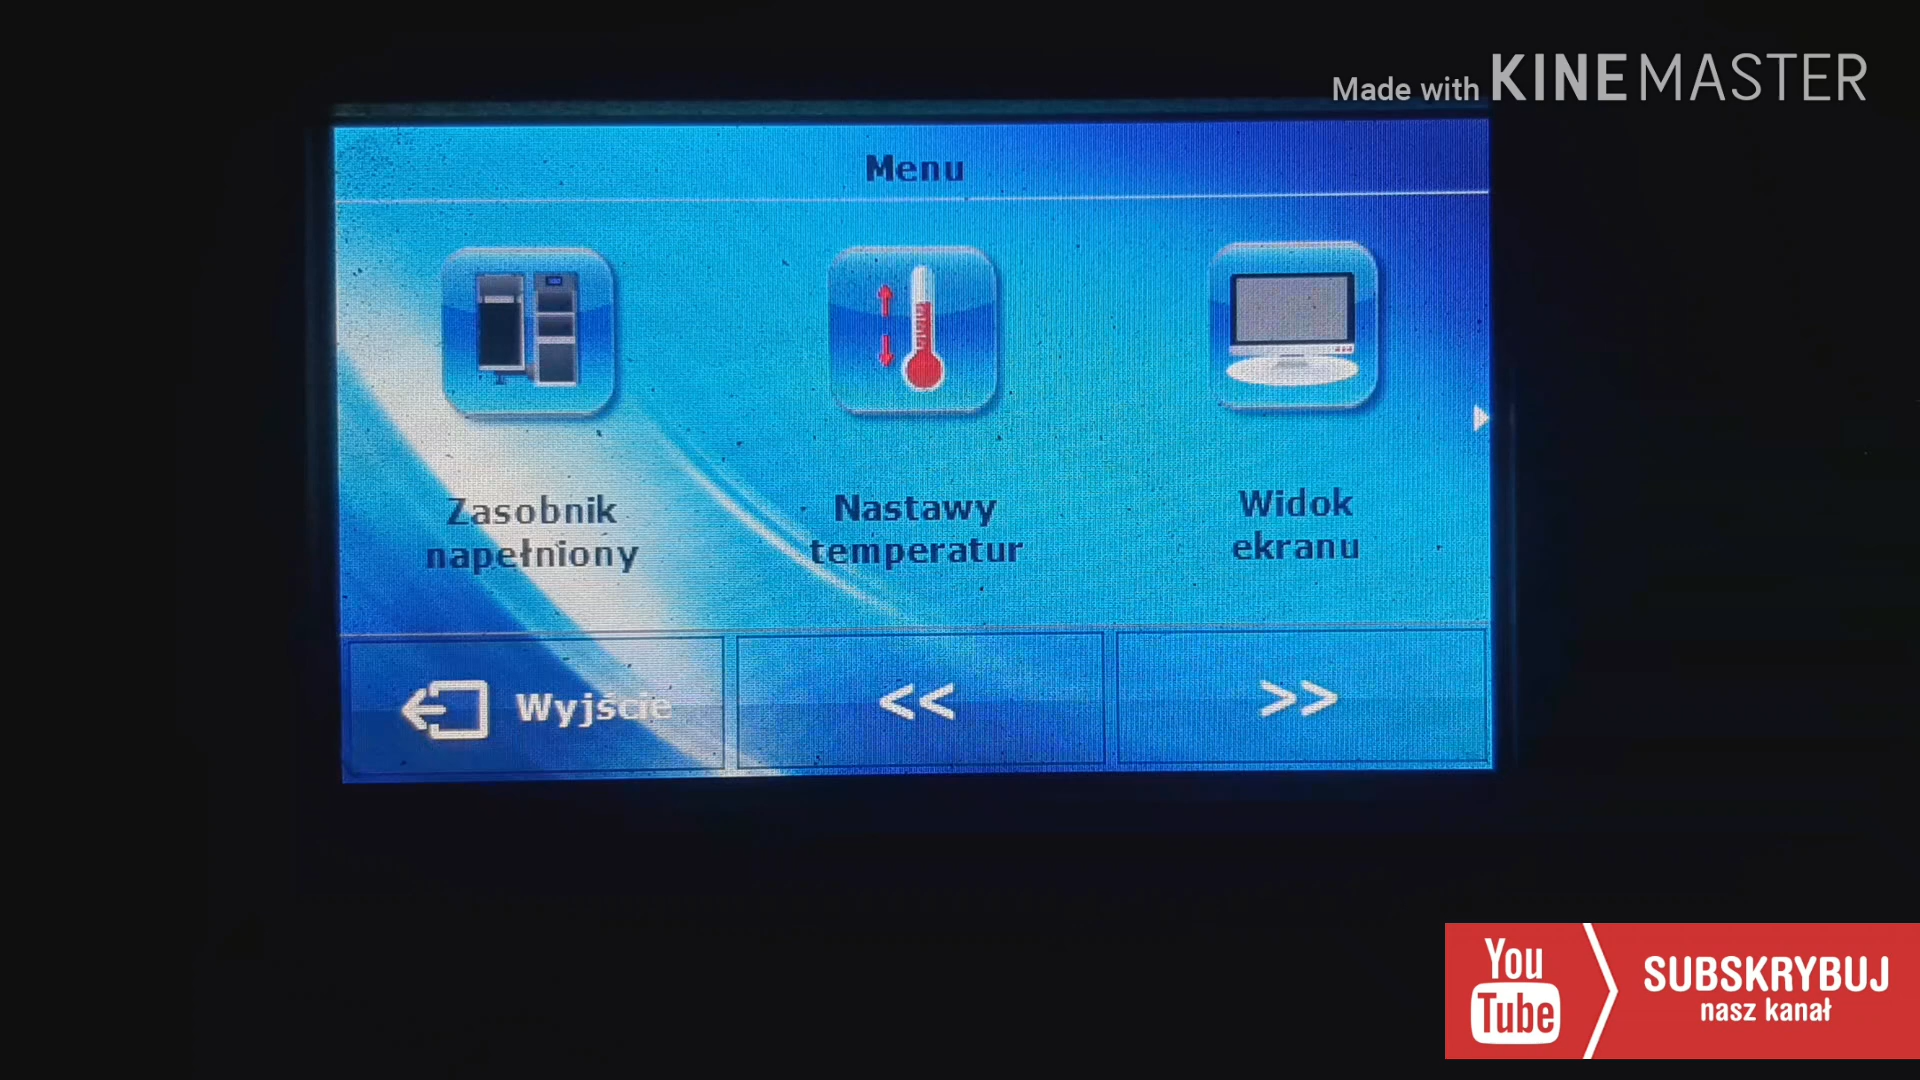 Made with KINEMASTER
Menu
Zasobnik
napełniony
Nastawy
temperatur
Widok
ekranu
Wyjście
<<
>>
You
Tube
SUBSKRYBUJ
nasz kanał